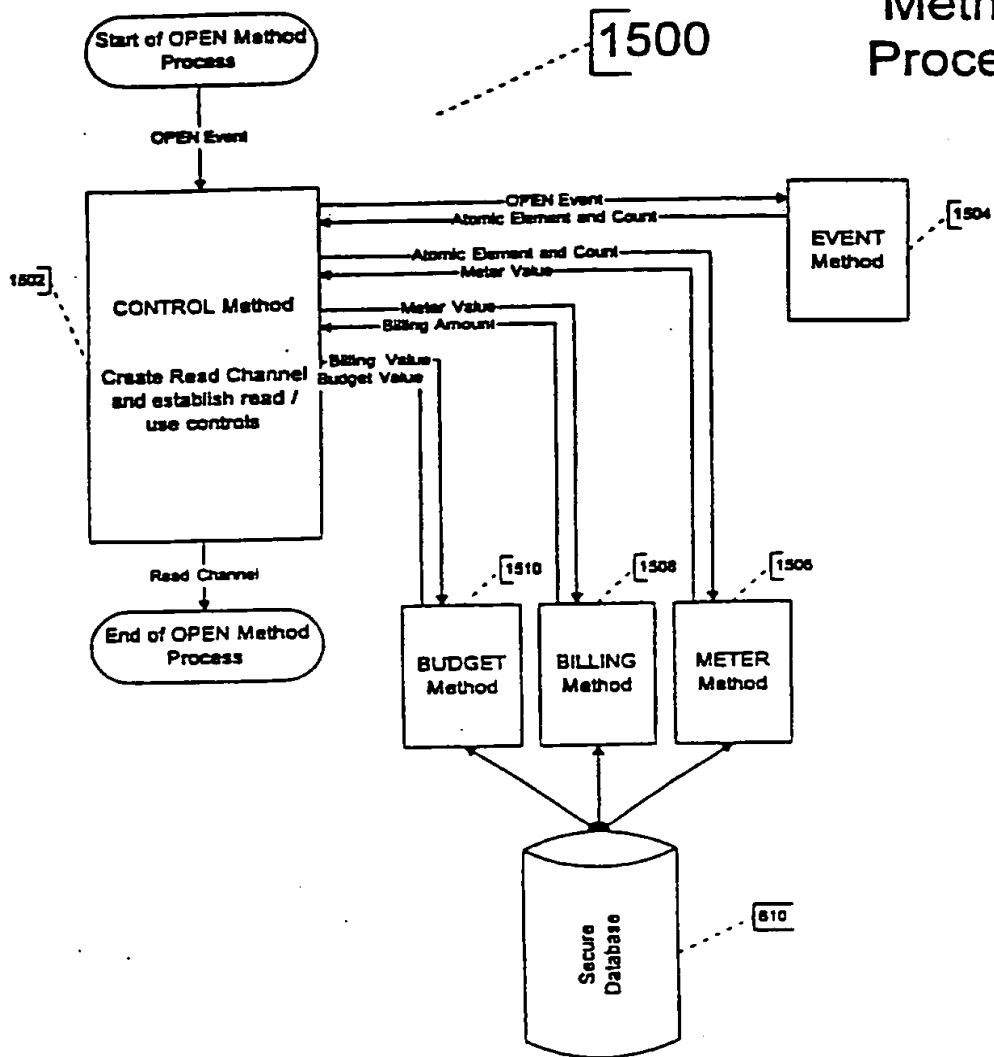 Start of OPEN Method
Process
1500
Meth
Proce
OPEN Event
OPEN Event
Atomic Element and Count
EVENT
Method
1504
1502
CONTROL Method
Create Read Channel
and establish read /
use controls
Atomic Element and Count
Meter Value
Meter Value
Billing Amount
Billing Value
Budget Value
Read Channel
End of OPEN Method
Process
1510
1508
1506
BUDGET
Method
BILLING
Method
METER
Method
Secure
Database
610